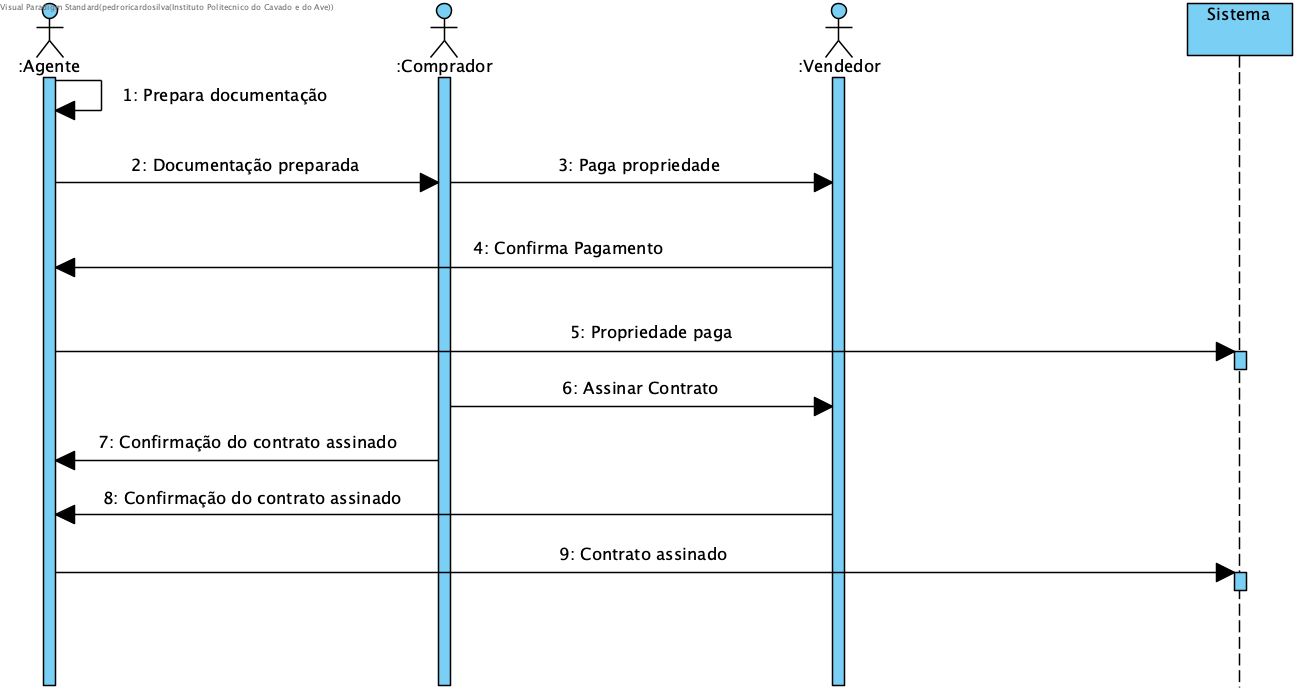 Visual Paradigm Standard(pedroricardosilva(Instituto Politecnico do Cavado e do Ave))
:Agente
:Comprador
:Vendedor
Sistema
1: Prepara documentação
2: Documentação preparada
3: Paga propriedade
4: Confirma Pagamento
5: Propriedade paga
6: Assinar Contrato
7: Confirmação do contrato assinado
8: Confirmação do contrato assinado
9: Contrato assinado